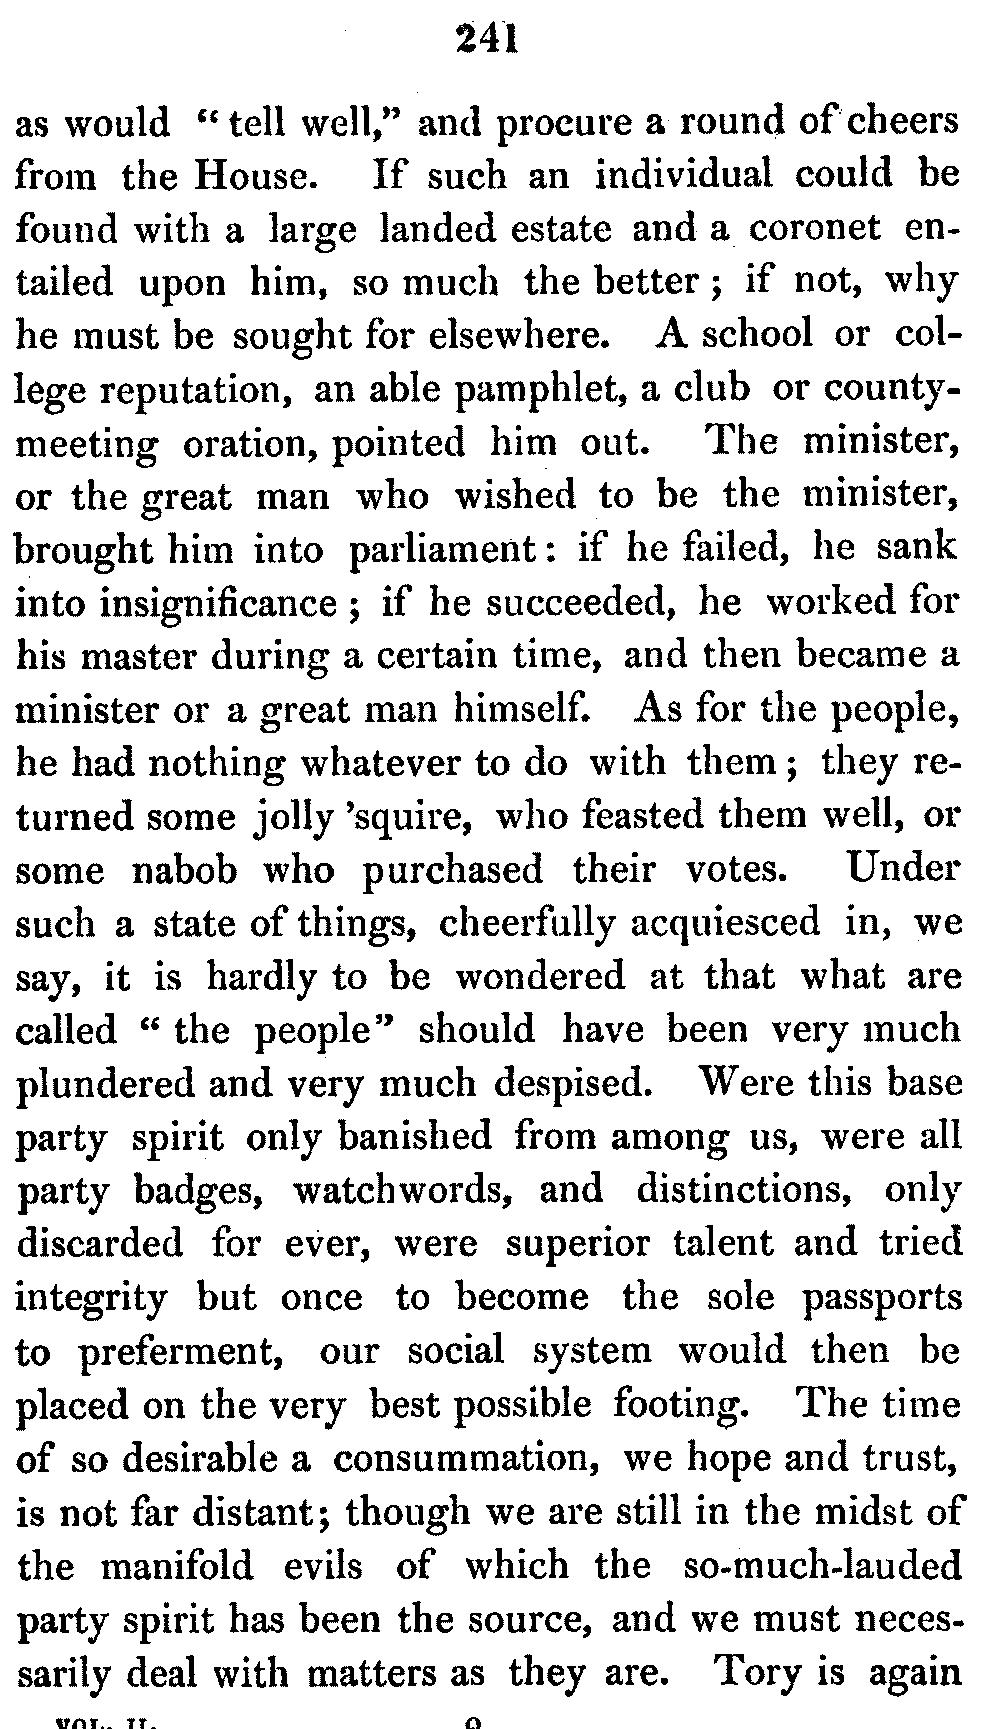 241
as would “ tell well,” and procure a round of cheers
from the House. If such an individual could be
found with a large landed estate and a coronet en-
tailed upon him, so much the better ; if not, why
he must be sought for elsewhere. A school or col-
lege reputation, an able pamphlet, a club or county-
meeting oration, pointed him out. The minister,
or the great man who wished to be the minister,
brought him into parliament : if he failed, he sank
into insignificance ; if he succeeded, he worked for
his master during a certain time, and then became a
minister or a great man himself. As for the people,
he had nothing whatever to do with them ; they re-
turned some jolly ’squire, who feasted them well, or
some nabob who purchased their votes. Under
such a state of things, cheerfully acquiesced in, we
say, it is hardly to be wondered at that what are
called “ the people” should have been very much
plundered and very much despised. Were this base
party spirit only banished from among us, were all
party badges, watchwords, and distinctions, only
discarded for ever, were superior talent and tried
integrity but once to become the sole passports
to preferment, our social system would then be
placed on the very best possible footing. The time
of so desirable a consummation, we hope and trust,
is not far distant; though we are still in the midst of
the manifold evils of which the so-much-lauded
party spirit has been the source, and we must neces-
sarily deal with matters as they are. Tory is again
VOL. II.